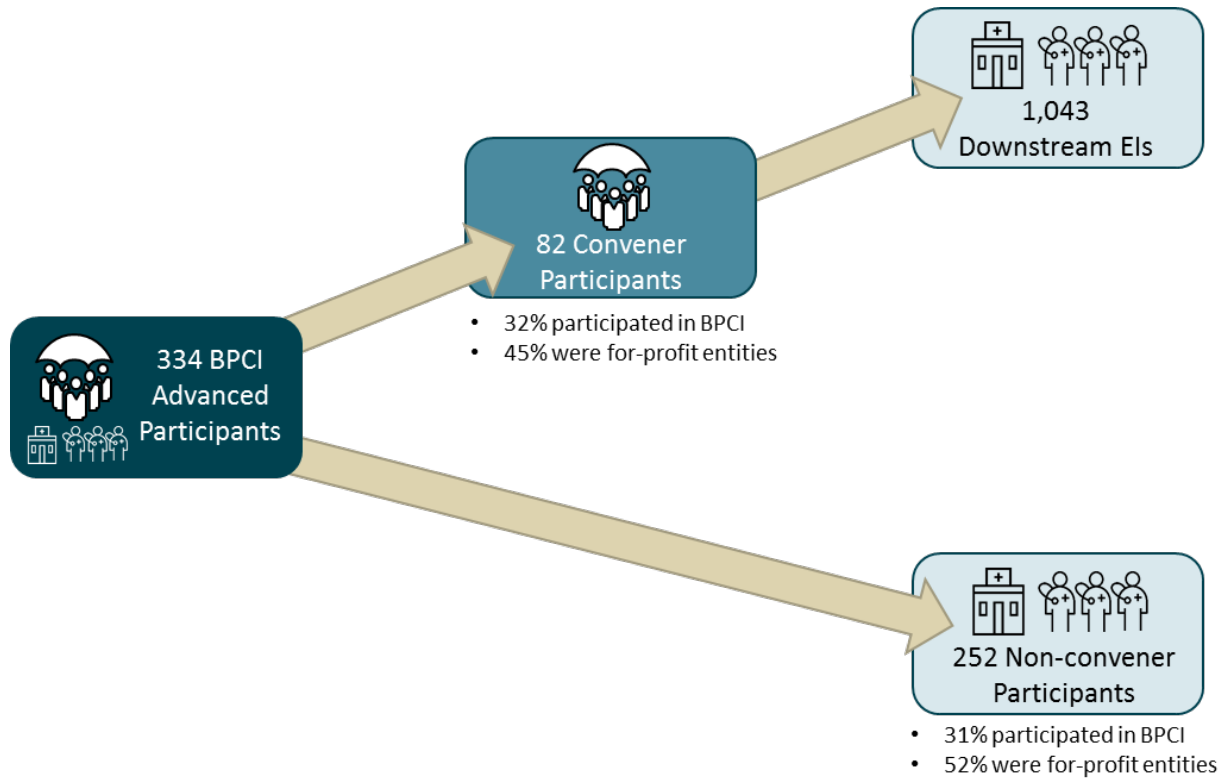 1,043
Downstream EIs
82 Convener
Participants
• 32% participated in BPCI
• 45% were for-profit entities
334 BPCI
Advanced
Participants
252 Non-convener
Participants
• 31% participated in BPCI
• 52% were for-profit entities